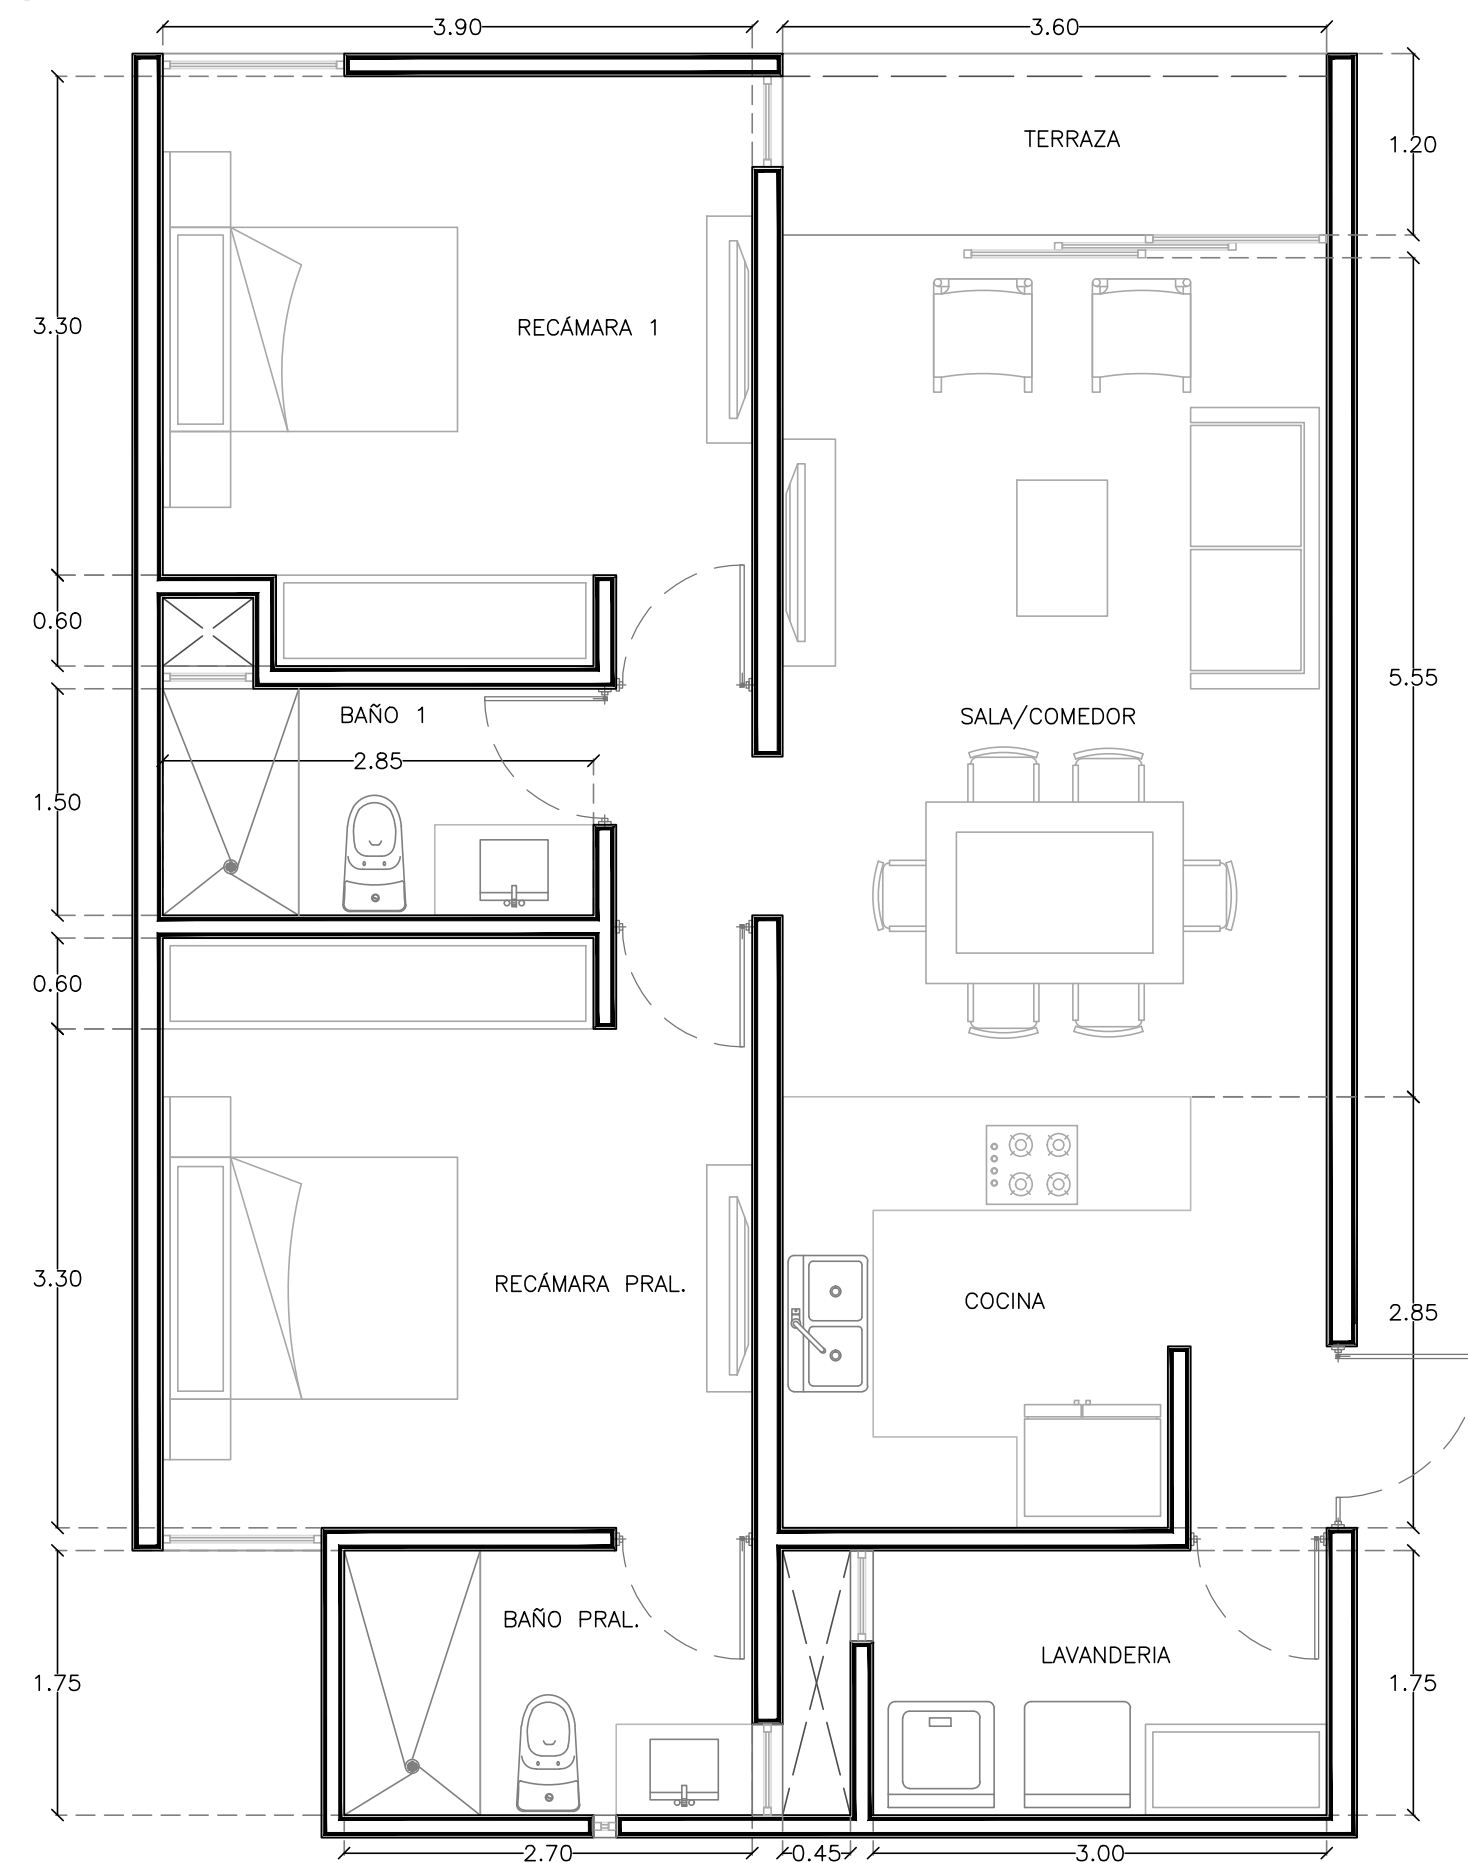 3.90
3.60
TERRAZA
1.20
3.30
RECÁMARA 1
0.60
5.55
BAÑO 1
SALA/COMEDOR
2.85
1.50
0.60
3.30
RECÁMARA PRAL.
COCINA
2.85
BAÑO PRAL.
LAVANDERIA
1.75
1.75
2.70
0.45
3.00